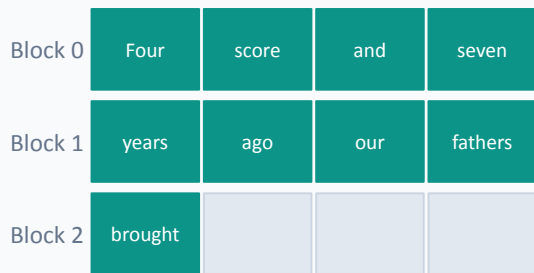 Block 0 Four score and seven
Block 1 years ago our fathers
Block 2 brought